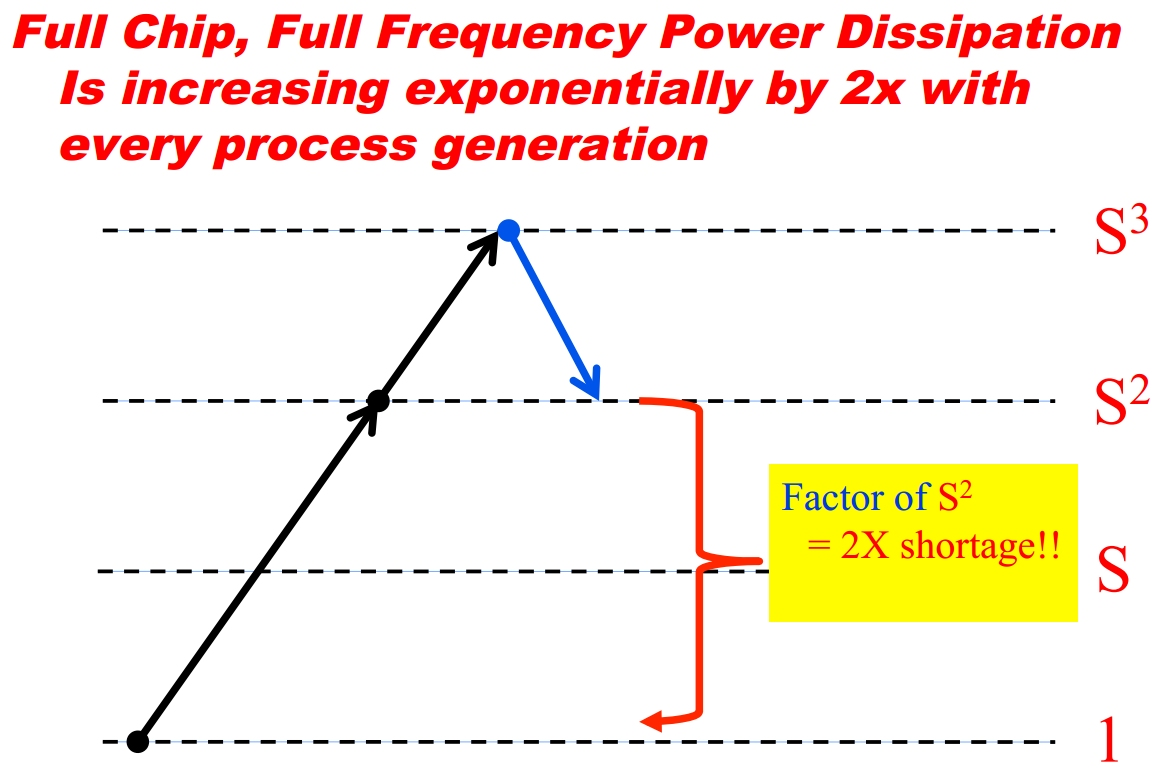 Full Chip, Full Frequency Power Dissipation
Is increasing exponentially by 2x with
every process generation
S³
S²
Factor of S²
= 2X shortage!!
S
1